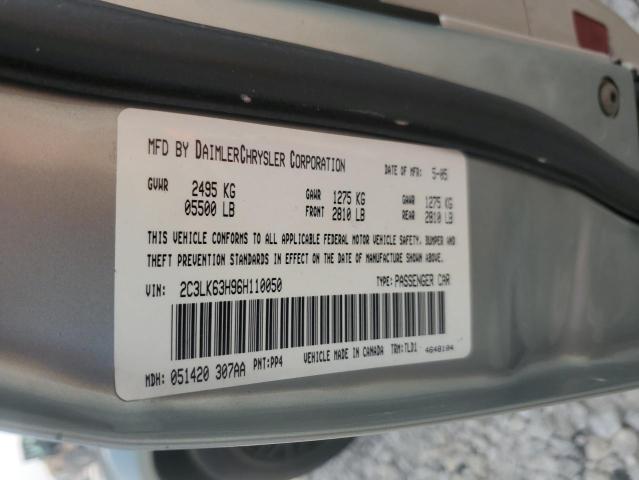 MFD BY DAIMLERCHRYSLER CORPORATION DATE OF MFR: 5-05
GVWR 2495 KG GAWR 1275 KG GAWR 1275 KG
05500 LB FRONT 2810 LB REAR 2810 LB
THIS VEHICLE CONFORMS TO ALL APPLICABLE FEDERAL MOTOR VEHICLE SAFETY, BUMPER AND
THEFT PREVENTION STANDARDS IN EFFECT ON THE DATE OF MANUFACTURE SHOWN ABOVE.
VIN: 2C3LK63H96H110050 TYPE: PASSENGER CAR
MDH: 051420 307AA PNT: PP4 VEHICLE MADE IN CANADA TRM: TLD1 4648104